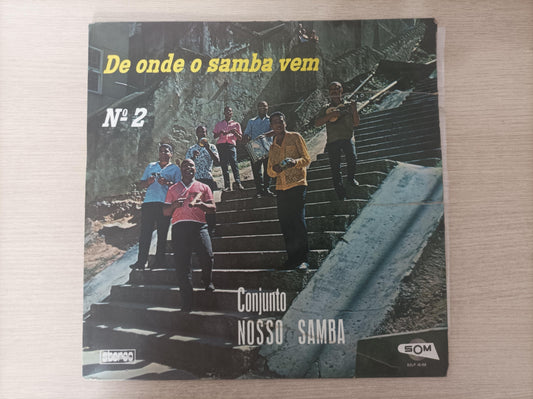 De onde o samba vem
Nº 2
Conjunto
NOSSO SAMBA
stereo
SOM